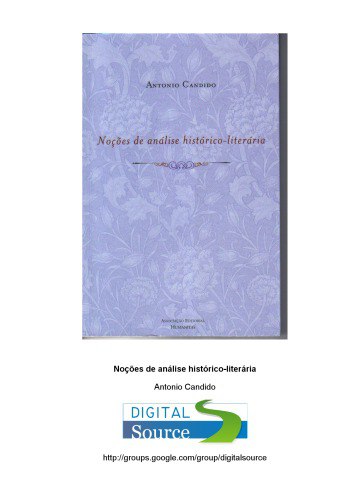 ANTONIO CANDIDO
Noções de análise histórico-literária
ASSOCIAÇÃO EDITORIAL
HUMANITAS
Noções de análise histórico-literária
Antonio Candido
DIGITAL
Source
http://groups.google.com/group/digitalsource